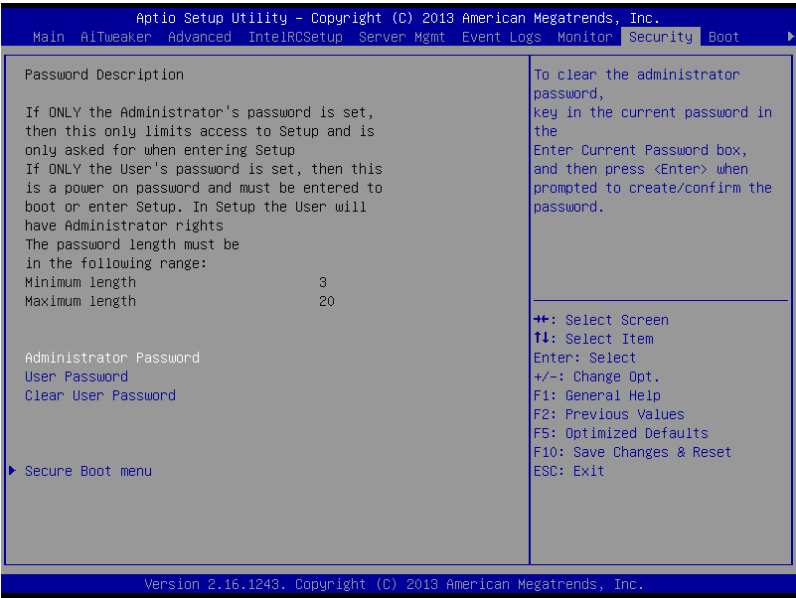 Aptio Setup Utility – Copyright (C) 2013 American Megatrends, Inc.
Main AiTweaker Advanced IntelRCSetup Server Mgmt Event Logs Monitor Security Boot
Password Description
If ONLY the Administrator's password is set,
then this only limits access to Setup and is
only asked for when entering Setup
If ONLY the User's password is set, then this
is a power on password and must be entered to
boot or enter Setup. In Setup the User will
have Administrator rights
The password length must be
in the following range:
Minimum length 3
Maximum length 20
Administrator Password
User Password
Clear User Password
Secure Boot menu
To clear the administrator
password,
key in the current password in
the
Enter Current Password box,
and then press <Enter> when
prompted to create/confirm the
password.
→←: Select Screen
↑↓: Select Item
Enter: Select
+/-: Change Opt.
F1: General Help
F2: Previous Values
F5: Optimized Defaults
F10: Save Changes & Reset
ESC: Exit
Version 2.16.1243. Copyright (C) 2013 American Megatrends, Inc.